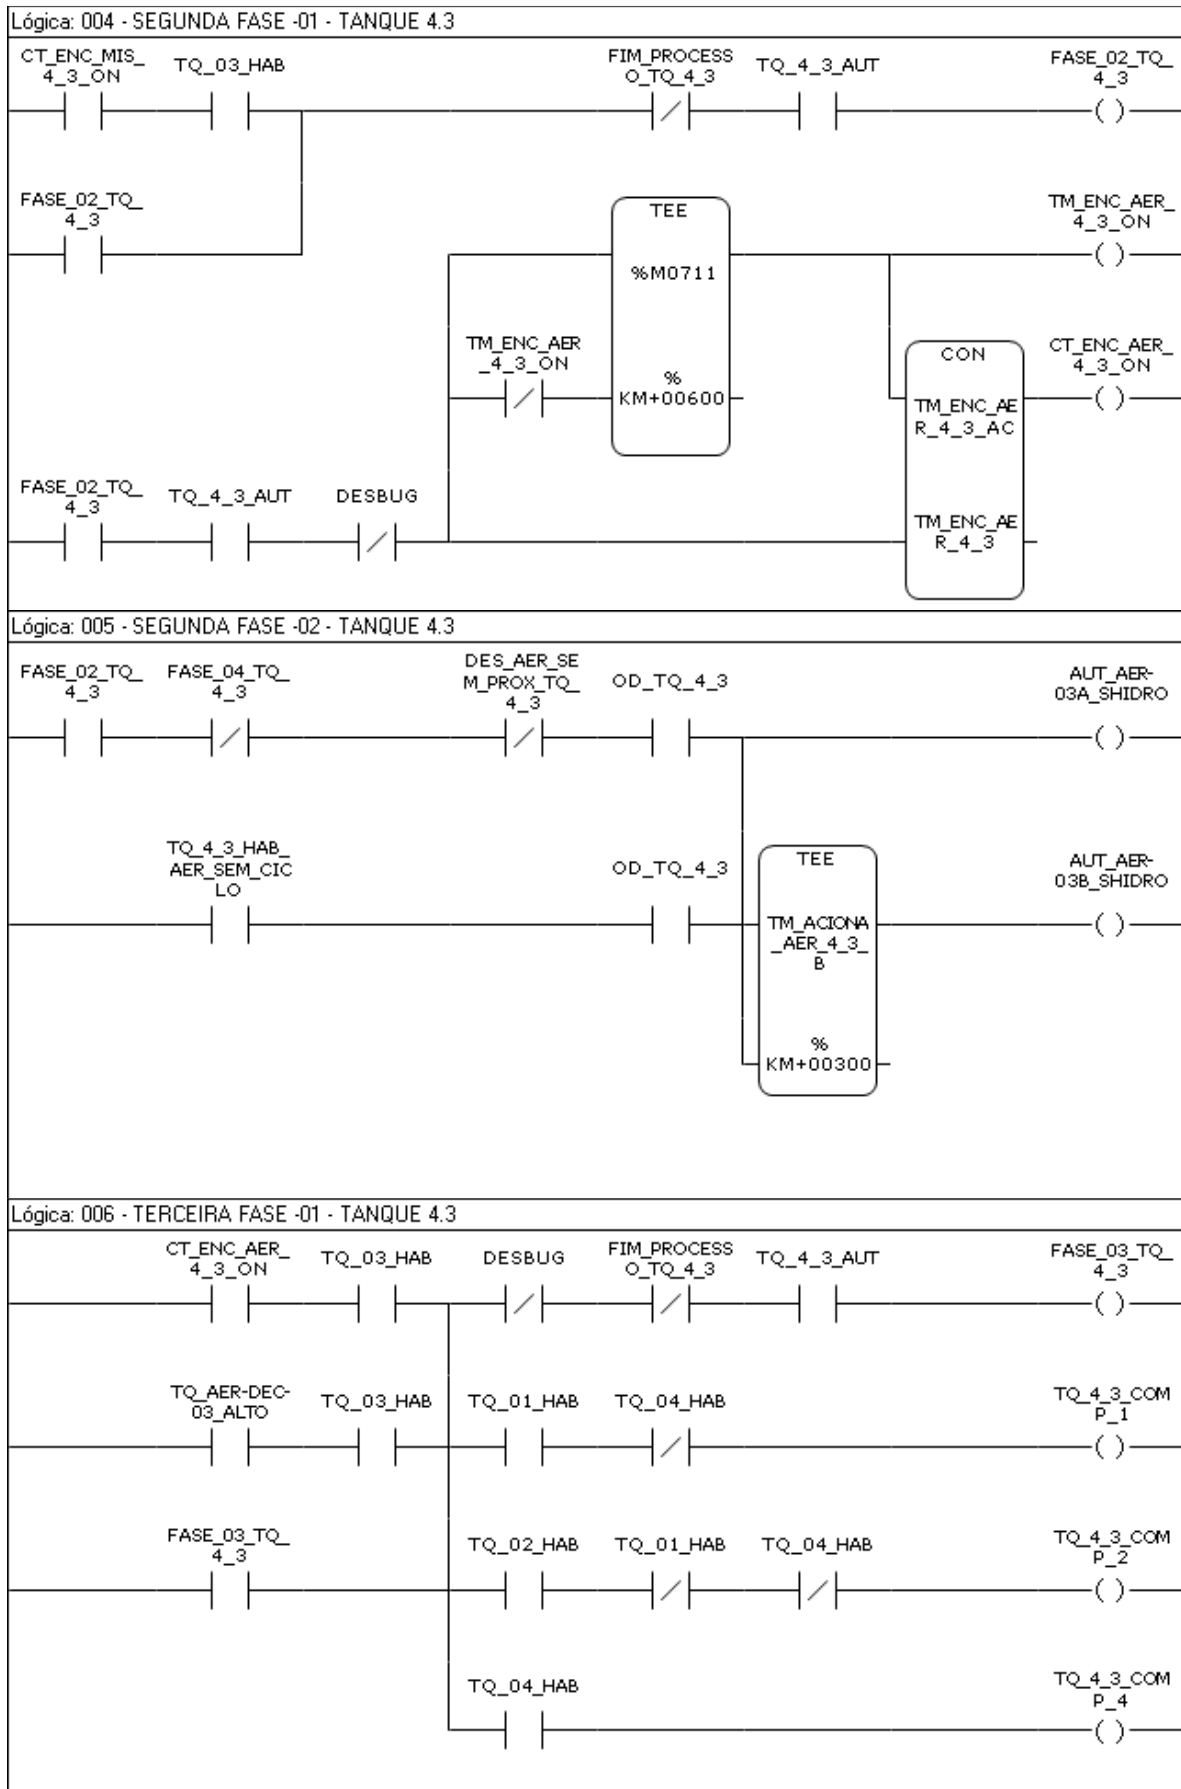 Lógica: 004 - SEGUNDA FASE -01 - TANQUE 4.3
CT_ENC_MIS_
4_3_ON
TQ_03_HAB
FIM_PROCESS
O_TQ_4_3
TQ_4_3_AUT
FASE_02_TQ_
4_3
FASE_02_TQ_
4_3
TEE
%M0711
%
KM+00600
TM_ENC_AER_
4_3_ON
TM_ENC_AER
_4_3_ON
CON
TM_ENC_AE
R_4_3_AC
TM_ENC_AE
R_4_3
CT_ENC_AER_
4_3_ON
FASE_02_TQ_
4_3
TQ_4_3_AUT
DESBUG
Lógica: 005 - SEGUNDA FASE -02 - TANQUE 4.3
FASE_02_TQ_
4_3
FASE_04_TQ_
4_3
DES_AER_SE
M_PROX_TQ_
4_3
OD_TQ_4_3
AUT_AER-
03A_SHIDRO
TQ_4_3_HAB_
AER_SEM_CIC
LO
OD_TQ_4_3
TEE
TM_ACIONA
_AER_4_3_
B
%
KM+00300
AUT_AER-
03B_SHIDRO
Lógica: 006 - TERCEIRA FASE -01 - TANQUE 4.3
CT_ENC_AER_
4_3_ON
TQ_03_HAB
DESBUG
FIM_PROCESS
O_TQ_4_3
TQ_4_3_AUT
FASE_03_TQ_
4_3
TQ_AER-DEC-
03_ALTO
TQ_03_HAB
TQ_01_HAB
TQ_04_HAB
TQ_4_3_COM
P_1
FASE_03_TQ_
4_3
TQ_02_HAB
TQ_01_HAB
TQ_04_HAB
TQ_4_3_COM
P_2
TQ_04_HAB
TQ_4_3_COM
P_4